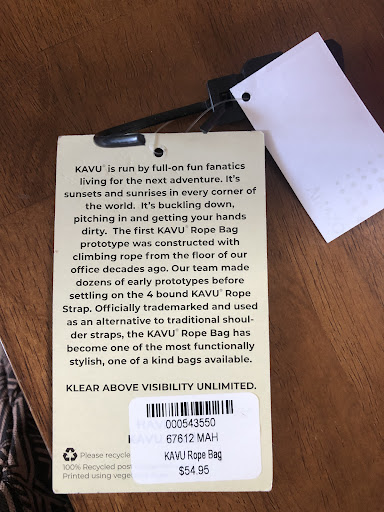 KAVU® is run by full-on fun fanatics
living for the next adventure. It's
sunsets and sunrises in every corner of
the world. It's buckling down,
pitching in and getting your hands
dirty. The first KAVU® Rope Bag
prototype was constructed with
climbing rope from the floor of our
office decades ago. Our team made
dozens of early prototypes before
settling on the 4 bound KAVU® Rope
Strap. Officially trademarked and used
as an alternative to traditional shoul-
der straps, the KAVU® Rope Bag has
become one of the most functionally
stylish, one of a kind bags available.
KLEAR ABOVE VISIBILITY UNLIMITED.
000543550
67612 MAH
KAVU Rope Bag
$54.95
Please recycle
100% Recycled post
Printed using